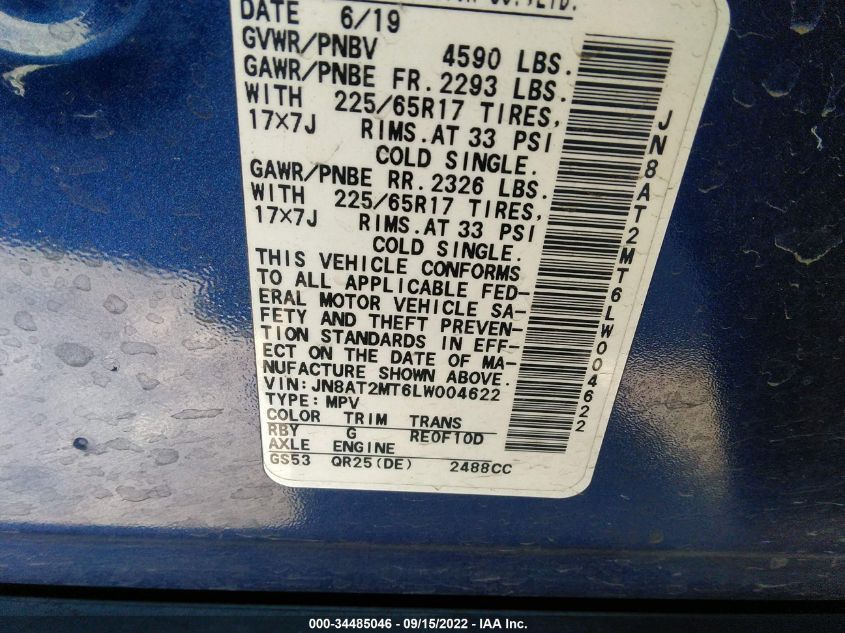 CO.,LTD.
DATE 6/19
GVWR/PNBV 4590 LBS.
GAWR/PNBE FR. 2293 LBS.
WITH 225/65R17 TIRES,
17×7J RIMS.AT 33 PSI
COLD SINGLE.
GAWR/PNBE RR. 2326 LBS.
WITH 225/65R17 TIRES,
17×7J RIMS.AT 33 PSI
COLD SINGLE.
THIS VEHICLE CONFORMS
TO ALL APPLICABLE FED-
ERAL MOTOR VEHICLE SA-
FETY AND THEFT PREVEN-
TION STANDARDS IN EFF-
ECT ON THE DATE OF MA-
NUFACTURE SHOWN ABOVE.
VIN: JN8AT2MT6LW004622
TYPE: MPV
COLOR TRIM TRANS
RBY G RE0F10D
AXLE ENGINE
GS53 QR25(DE) 2488CC
JN8AT2MT6LW004622
000-34485046 - 09/15/2022 - IAA Inc.